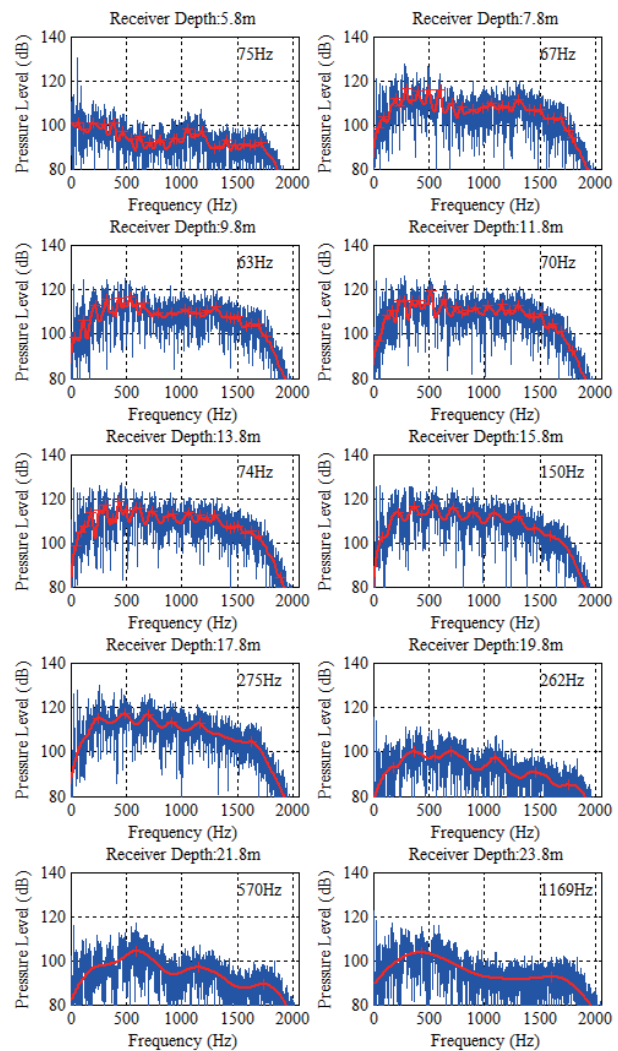 Receiver Depth:5.8m
Receiver Depth:7.8m
140
120
100
80
Pressure Level (dB)
75Hz
0 500 1000 1500 2000
Frequency (Hz)
140
120
100
80
Pressure Level (dB)
67Hz
0 500 1000 1500 2000
Frequency (Hz)
Receiver Depth:9.8m
Receiver Depth:11.8m
140
120
100
80
Pressure Level (dB)
63Hz
0 500 1000 1500 2000
Frequency (Hz)
140
120
100
80
Pressure Level (dB)
70Hz
0 500 1000 1500 2000
Frequency (Hz)
Receiver Depth:13.8m
Receiver Depth:15.8m
140
120
100
80
Pressure Level (dB)
74Hz
0 500 1000 1500 2000
Frequency (Hz)
140
120
100
80
Pressure Level (dB)
150Hz
0 500 1000 1500 2000
Frequency (Hz)
Receiver Depth:17.8m
Receiver Depth:19.8m
140
120
100
80
Pressure Level (dB)
275Hz
0 500 1000 1500 2000
Frequency (Hz)
140
120
100
80
Pressure Level (dB)
262Hz
0 500 1000 1500 2000
Frequency (Hz)
Receiver Depth:21.8m
Receiver Depth:23.8m
140
120
100
80
Pressure Level (dB)
570Hz
0 500 1000 1500 2000
Frequency (Hz)
140
120
100
80
Pressure Level (dB)
1169Hz
0 500 1000 1500 2000
Frequency (Hz)